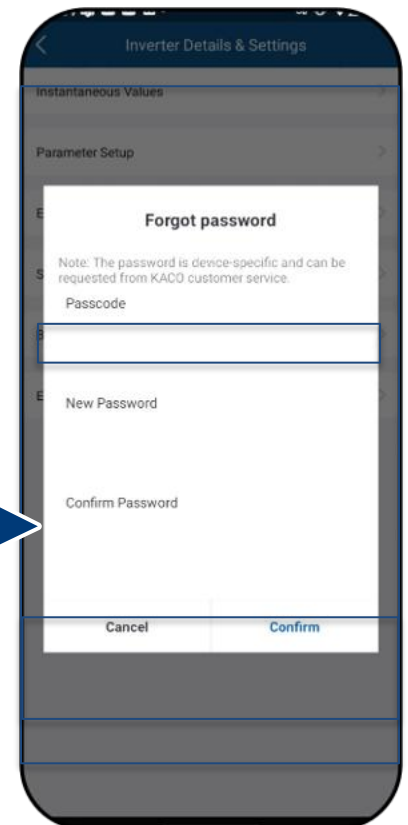 Inverter Details & Settings
Instantaneous Values
Parameter Setup
E
Forgot password
Note: The password is device-specific and can be
S
requested from KACO customer service.
Passcode
E
New Password
Confirm Password
Cancel Confirm